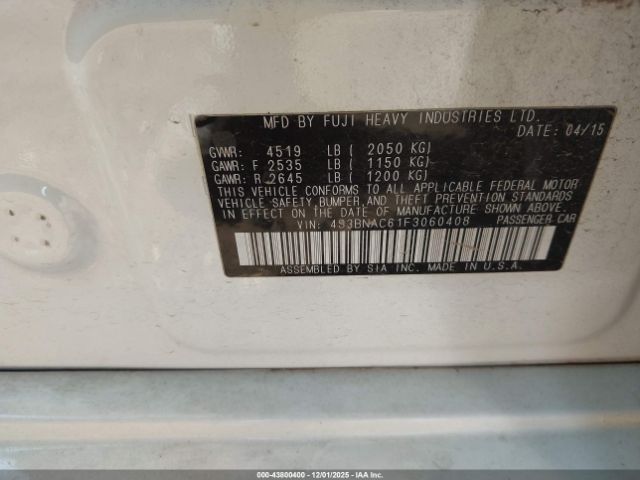 MFD BY FUJI HEAVY INDUSTRIES LTD.
DATE: 04/15
GVWR: 4519 LB ( 2050 KG)
GAWR: F 2535 LB ( 1150 KG)
GAWR: R 2645 LB ( 1200 KG)
THIS VEHICLE CONFORMS TO ALL APPLICABLE FEDERAL MOTOR
VEHICLE SAFETY, BUMPER, AND THEFT PREVENTION STANDARDS
IN EFFECT ON THE DATE OF MANUFACTURE SHOWN ABOVE.
VIN: 4S3BNAC61F3060408 PASSENGER CAR
ASSEMBLED BY SIA INC. MADE IN U.S.A.
000-43800400 - 12/01/2025 - IAAI.COM